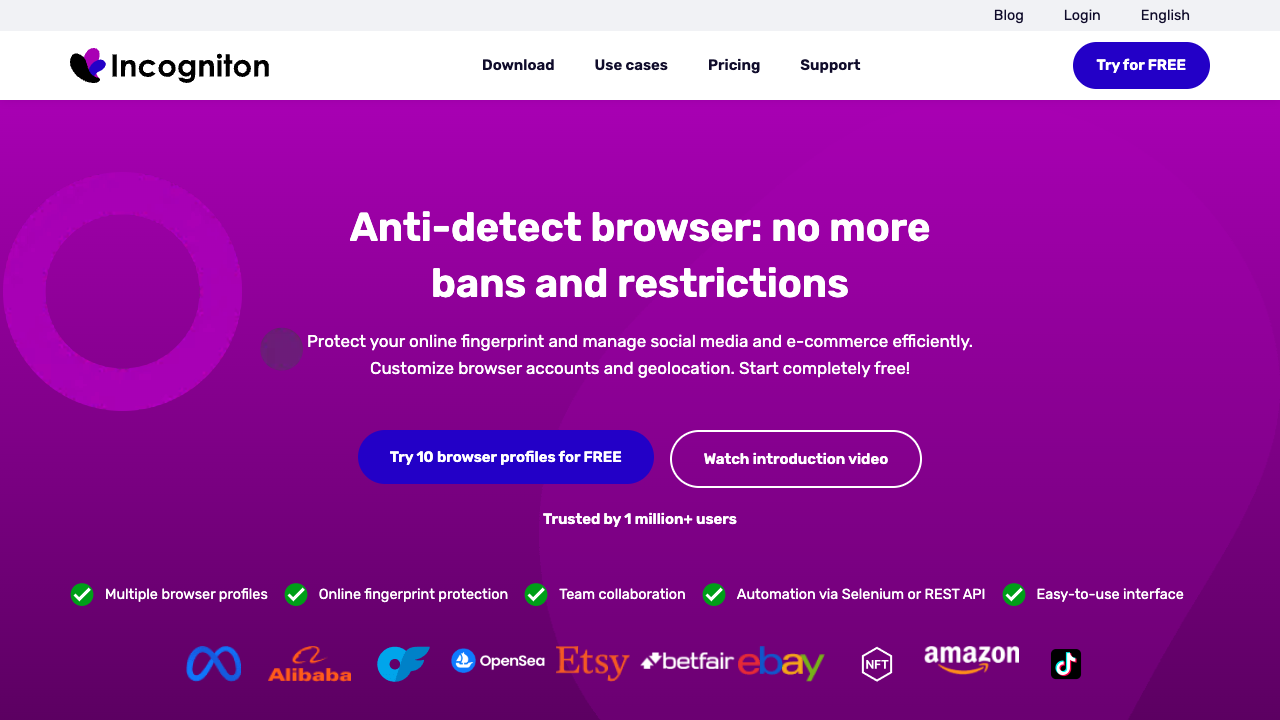 Blog Login English
Incogniton Download Use cases Pricing Support Try for FREE
Anti-detect browser: no more
bans and restrictions
Protect your online fingerprint and manage social media and e-commerce efficiently.
Customize browser accounts and geolocation. Start completely free!
Try 10 browser profiles for FREE Watch introduction video
Trusted by 1 million+ users
Multiple browser profiles Online fingerprint protection Team collaboration Automation via Selenium or REST API Easy-to-use interface
Alibaba OpenSea Etsy betfair ebay NFT amazon